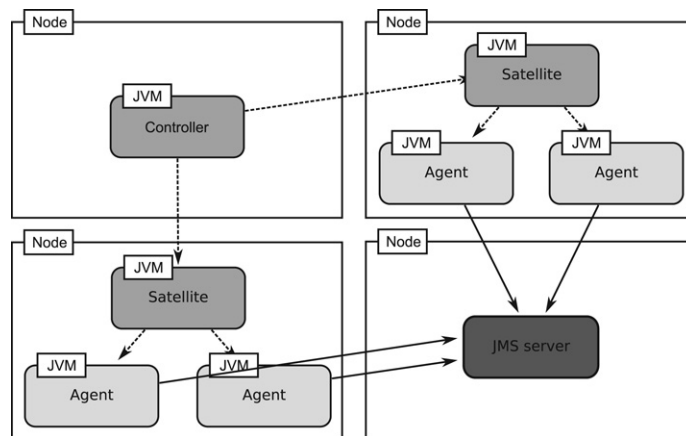 Node
JVM
Controller
Node
JVM
Satellite
JVM
Agent
JVM
Agent
Node
JVM
Satellite
JVM
Agent
JVM
Agent
Node
JMS server